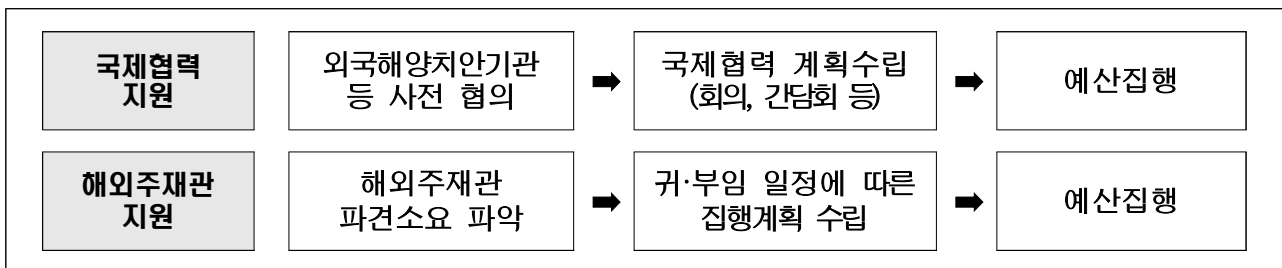 국제협력
지원
외국해양치안기관
등 사전 협의
➡
국제협력 계획수립
(회의, 간담회 등)
➡
예산집행
해외주재관
지원
해외주재관
파견소요 파악
➡
귀·부임 일정에 따른
집행계획 수립
➡
예산집행